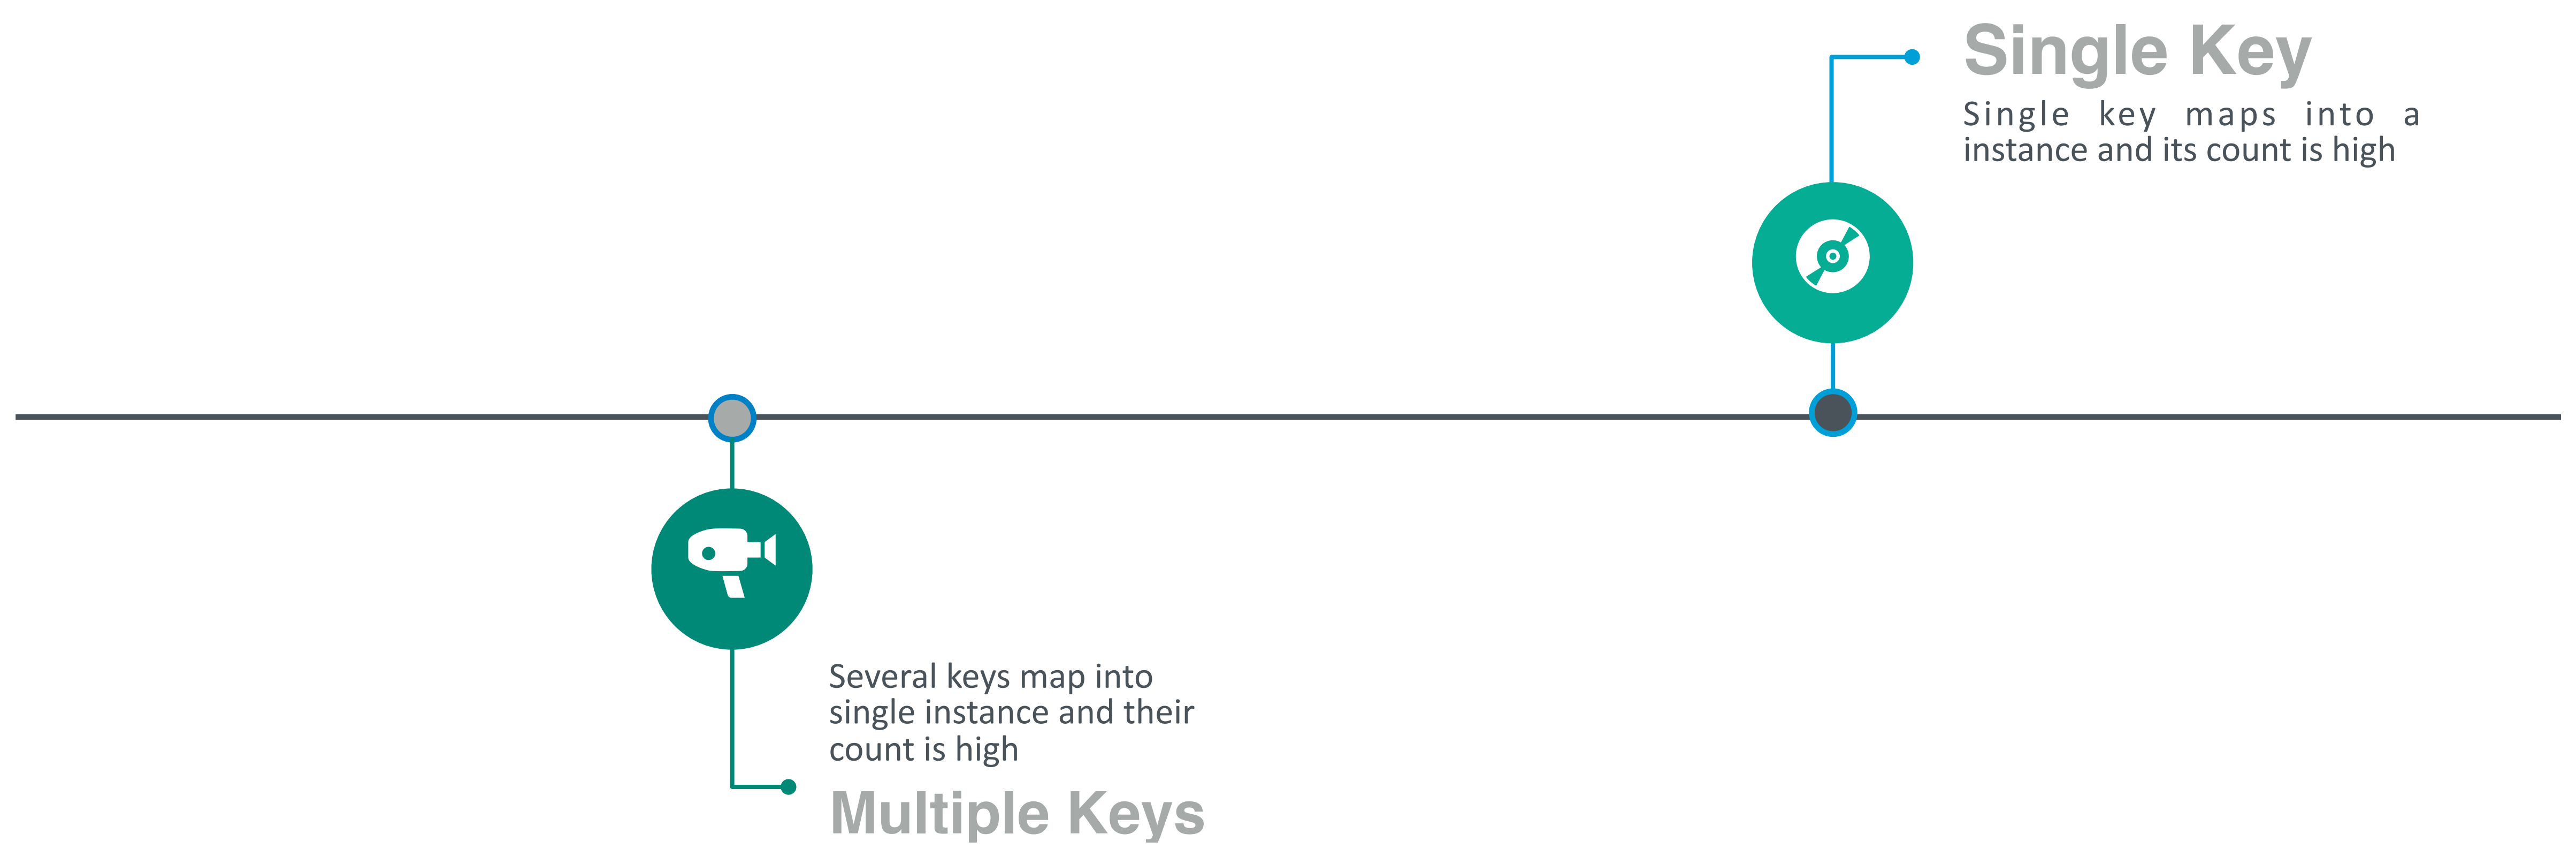 Single Key
Single key maps into a
instance and its count is high
Several keys map into
single instance and their
count is high
Multiple Keys